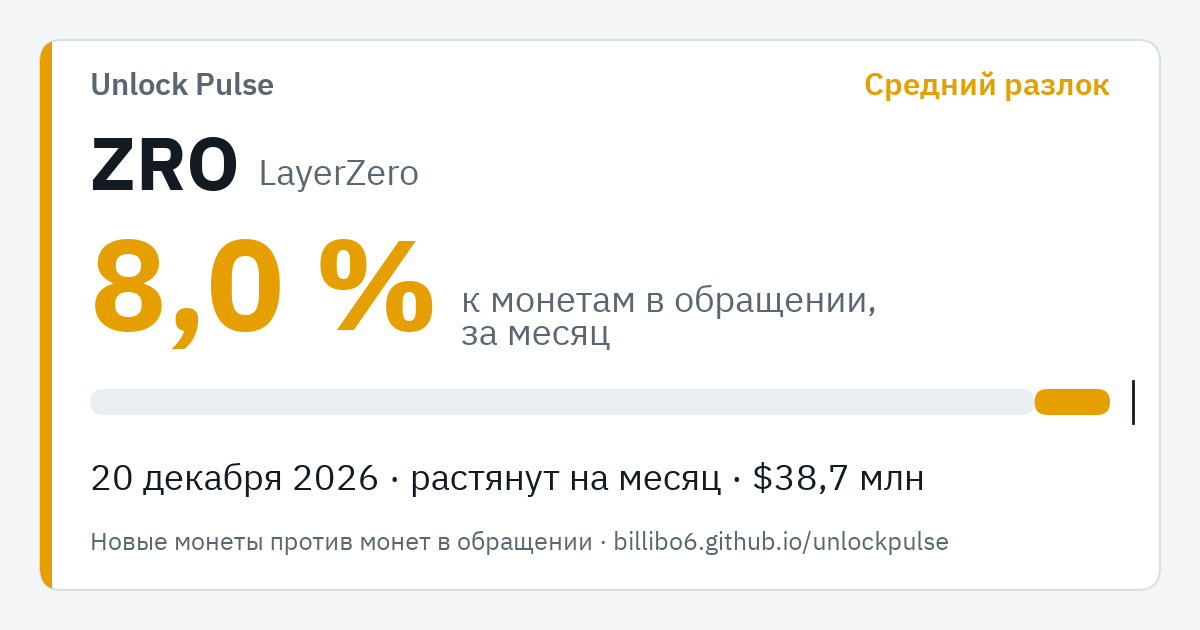 Unlock Pulse
Средний разлок
ZRO LayerZero
8,0 % к монетам в обращении,
за месяц
20 декабря 2026 · растянут на месяц · $38,7 млн
Новые монеты против монет в обращении · billibo6.github.io/unlockpulse